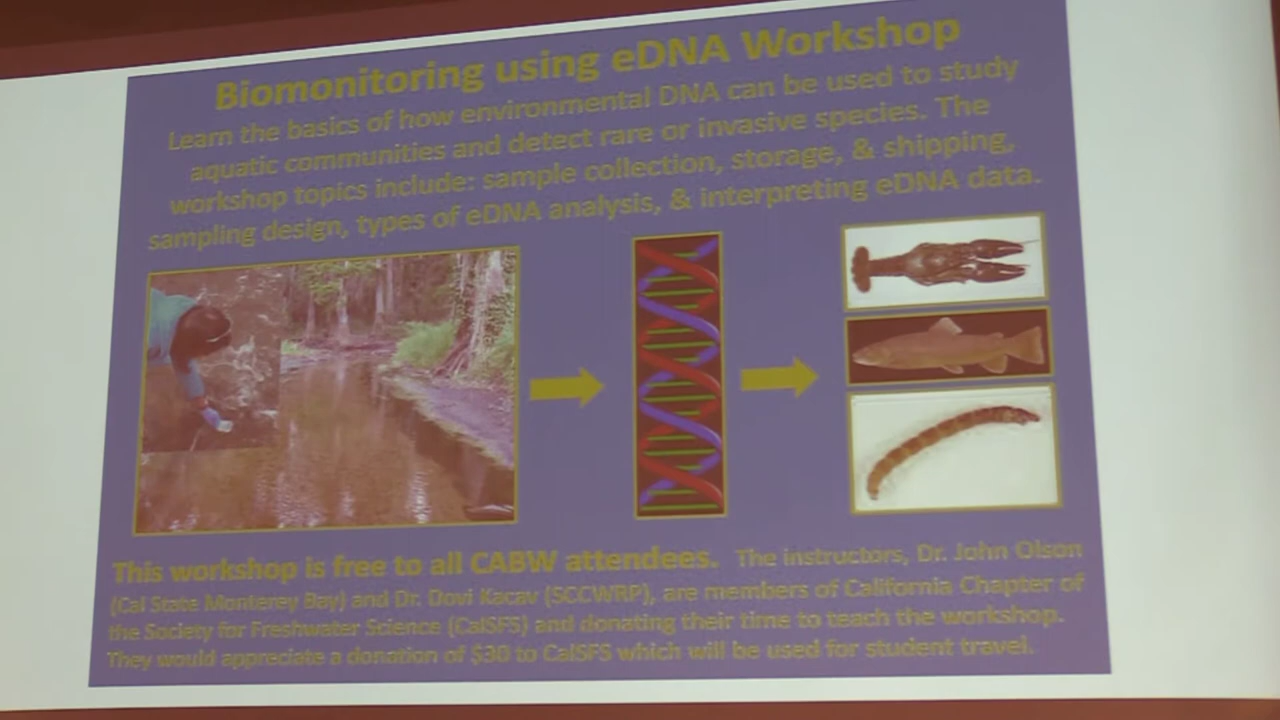 Biomonitoring using eDNA Workshop
Learn the basics of how environmental DNA can be used to study
aquatic communities and detect rare or invasive species. The
workshop topics include: sample collection, storage, & shipping,
sampling design, types of eDNA analysis, & interpreting eDNA data.
This workshop is free to all CABW attendees. The instructors, Dr. John Olson
(Cal State Monterey Bay) and Dr. Dovi Kacav (SCCWRP), are members of California Chapter of
the Society for Freshwater Science (CalSFS) and donating their time to teach the workshop.
They would appreciate a donation of $30 to CalSFS which will be used for student travel.